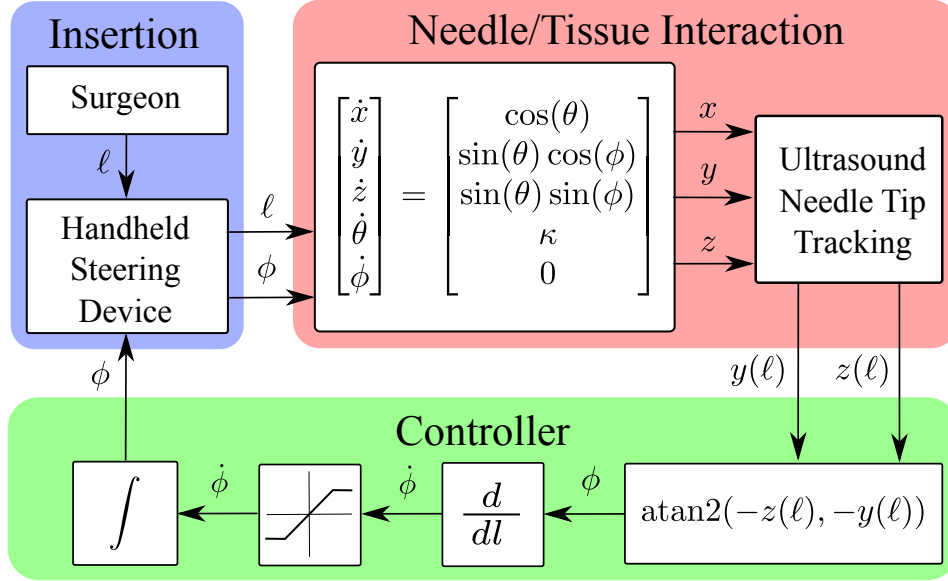 Insertion
Surgeon
ℓ
Handheld
Steering
Device
ℓ
ϕ
Needle/Tissue Interaction
[ẋ ẏ ż θ̇ ϕ̇] = [cos(θ) sin(θ) cos(ϕ) sin(θ) sin(ϕ) κ 0]
x
y
z
Ultrasound
Needle Tip
Tracking
y(ℓ) z(ℓ)
ϕ
Controller
∫
ϕ̇
ϕ̇
d/dl
ϕ
atan2(−z(ℓ), −y(ℓ))